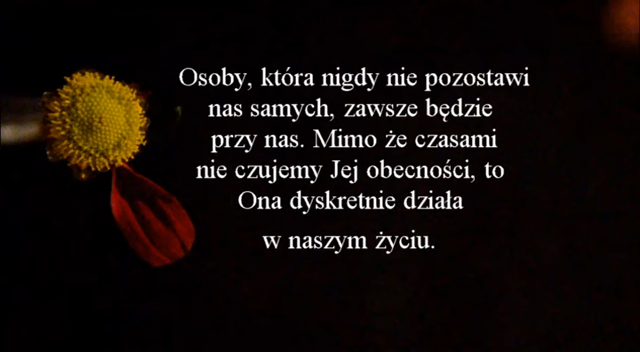 Osoby, która nigdy nie pozostawi
nas samych, zawsze będzie
przy nas. Mimo że czasami
nie czujemy Jej obecności, to
Ona dyskretnie działa
w naszym życiu.